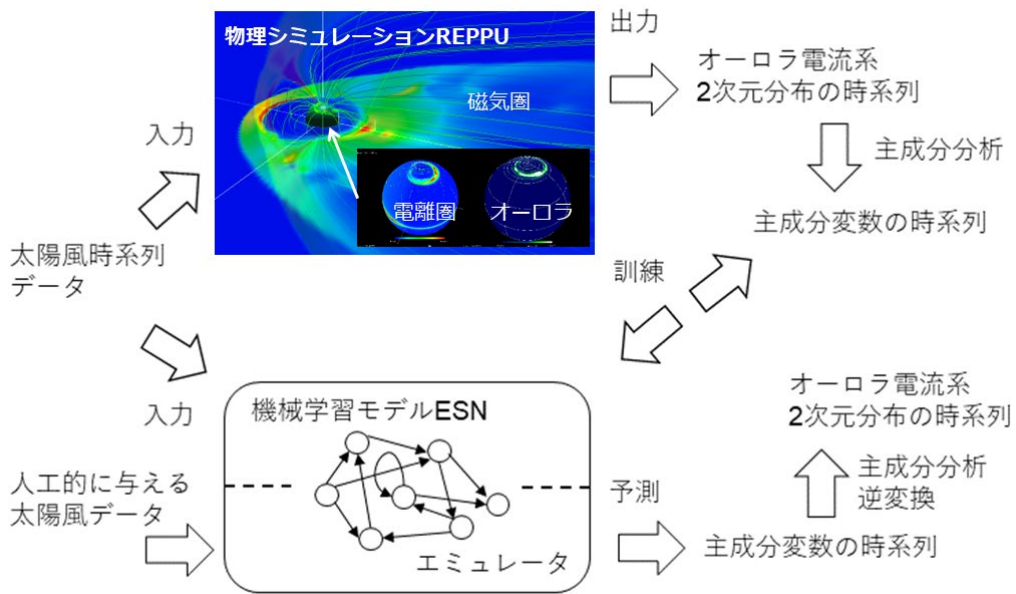 物理シミュレーションREPPU
磁気圏
電離圏
オーロラ
出力
オーロラ電流系
2次元分布の時系列
入力
主成分分析
主成分変数の時系列
太陽風時系列
データ
訓練
入力
機械学習モデルESN
オーロラ電流系
2次元分布の時系列
人工的に与える
太陽風データ
予測
主成分分析
逆変換
エミュレータ
主成分変数の時系列